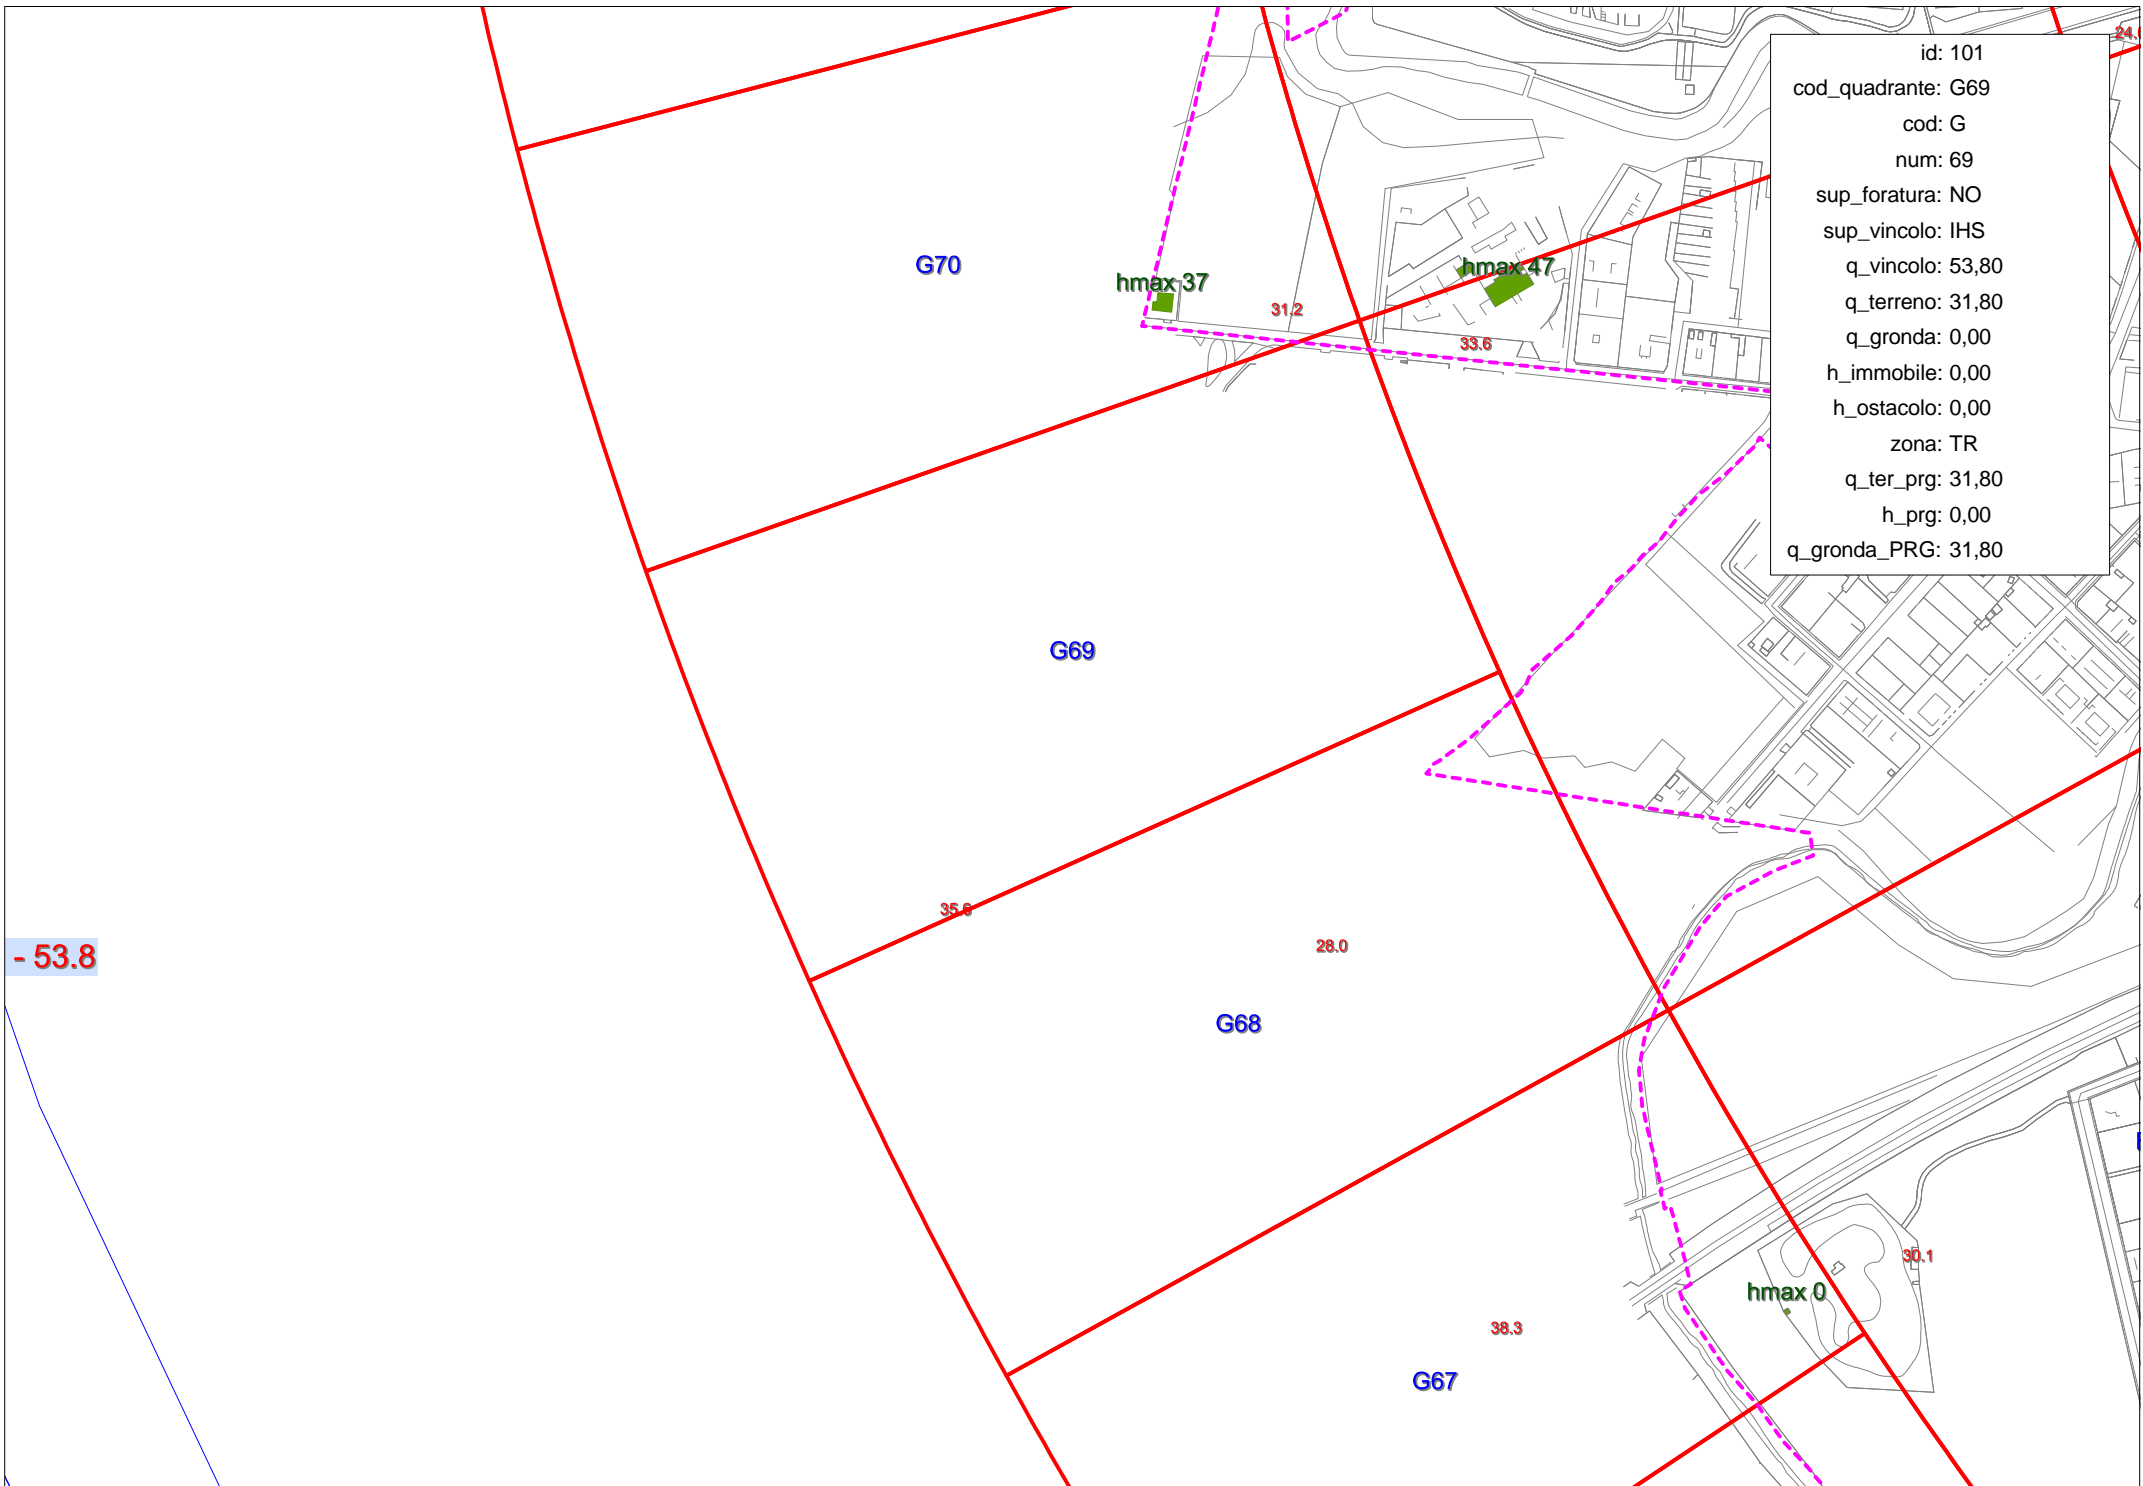 id: 101
cod_quadrante: G69
cod: G
num: 69
sup_foratura: NO
sup_vincolo: IHS
q_vincolo: 53,80
q_terreno: 31,80
q_gronda: 0,00
h_immobile: 0,00
h_ostacolo: 0,00
zona: TR
q_ter_prg: 31,80
h_prg: 0,00
q_gronda_PRG: 31,80
G70
hmax 37
hmax 47
31.2
33.6
G69
28.0
- 53.8
G68
30.1
hmax 0
38.3
G67